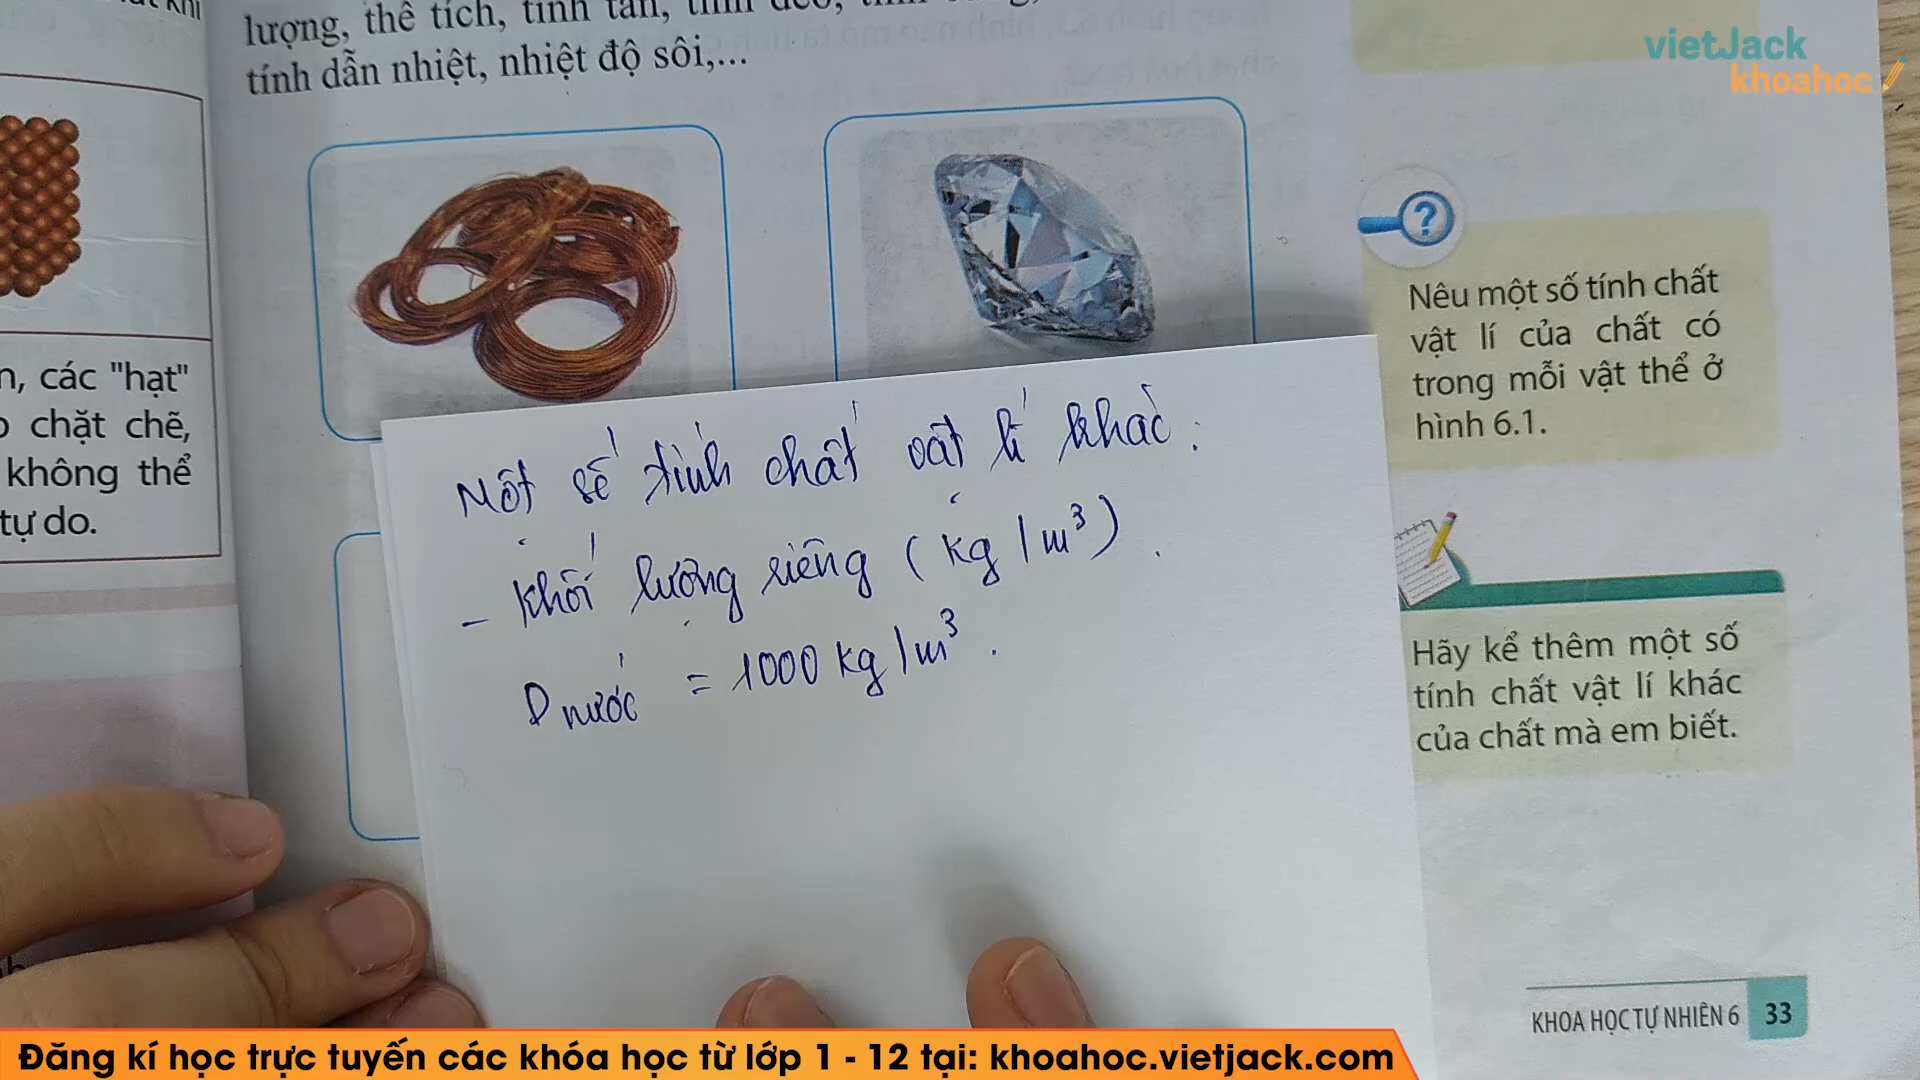 lượng, thể tích, tính tan, tính dẻo,
tính dẫn nhiệt, nhiệt độ sôi,...
vietJack
khoahoc
các "hạt"
chặt chẽ,
không thể
tự do.
?
Nêu một số tính chất
vật lí của chất có
trong mỗi vật thể ở
hình 6.1.
Một số tính chất vật lí khác:
- Khối lượng riêng (kg/m³).
D nước = 1000 kg/m³.
Hãy kể thêm một số
tính chất vật lí khác
của chất mà em biết.
KHOA HỌC TỰ NHIÊN 6 33
Đăng kí học trực tuyến các khóa học từ lớp 1 - 12 tại: khoahoc.vietjack.com